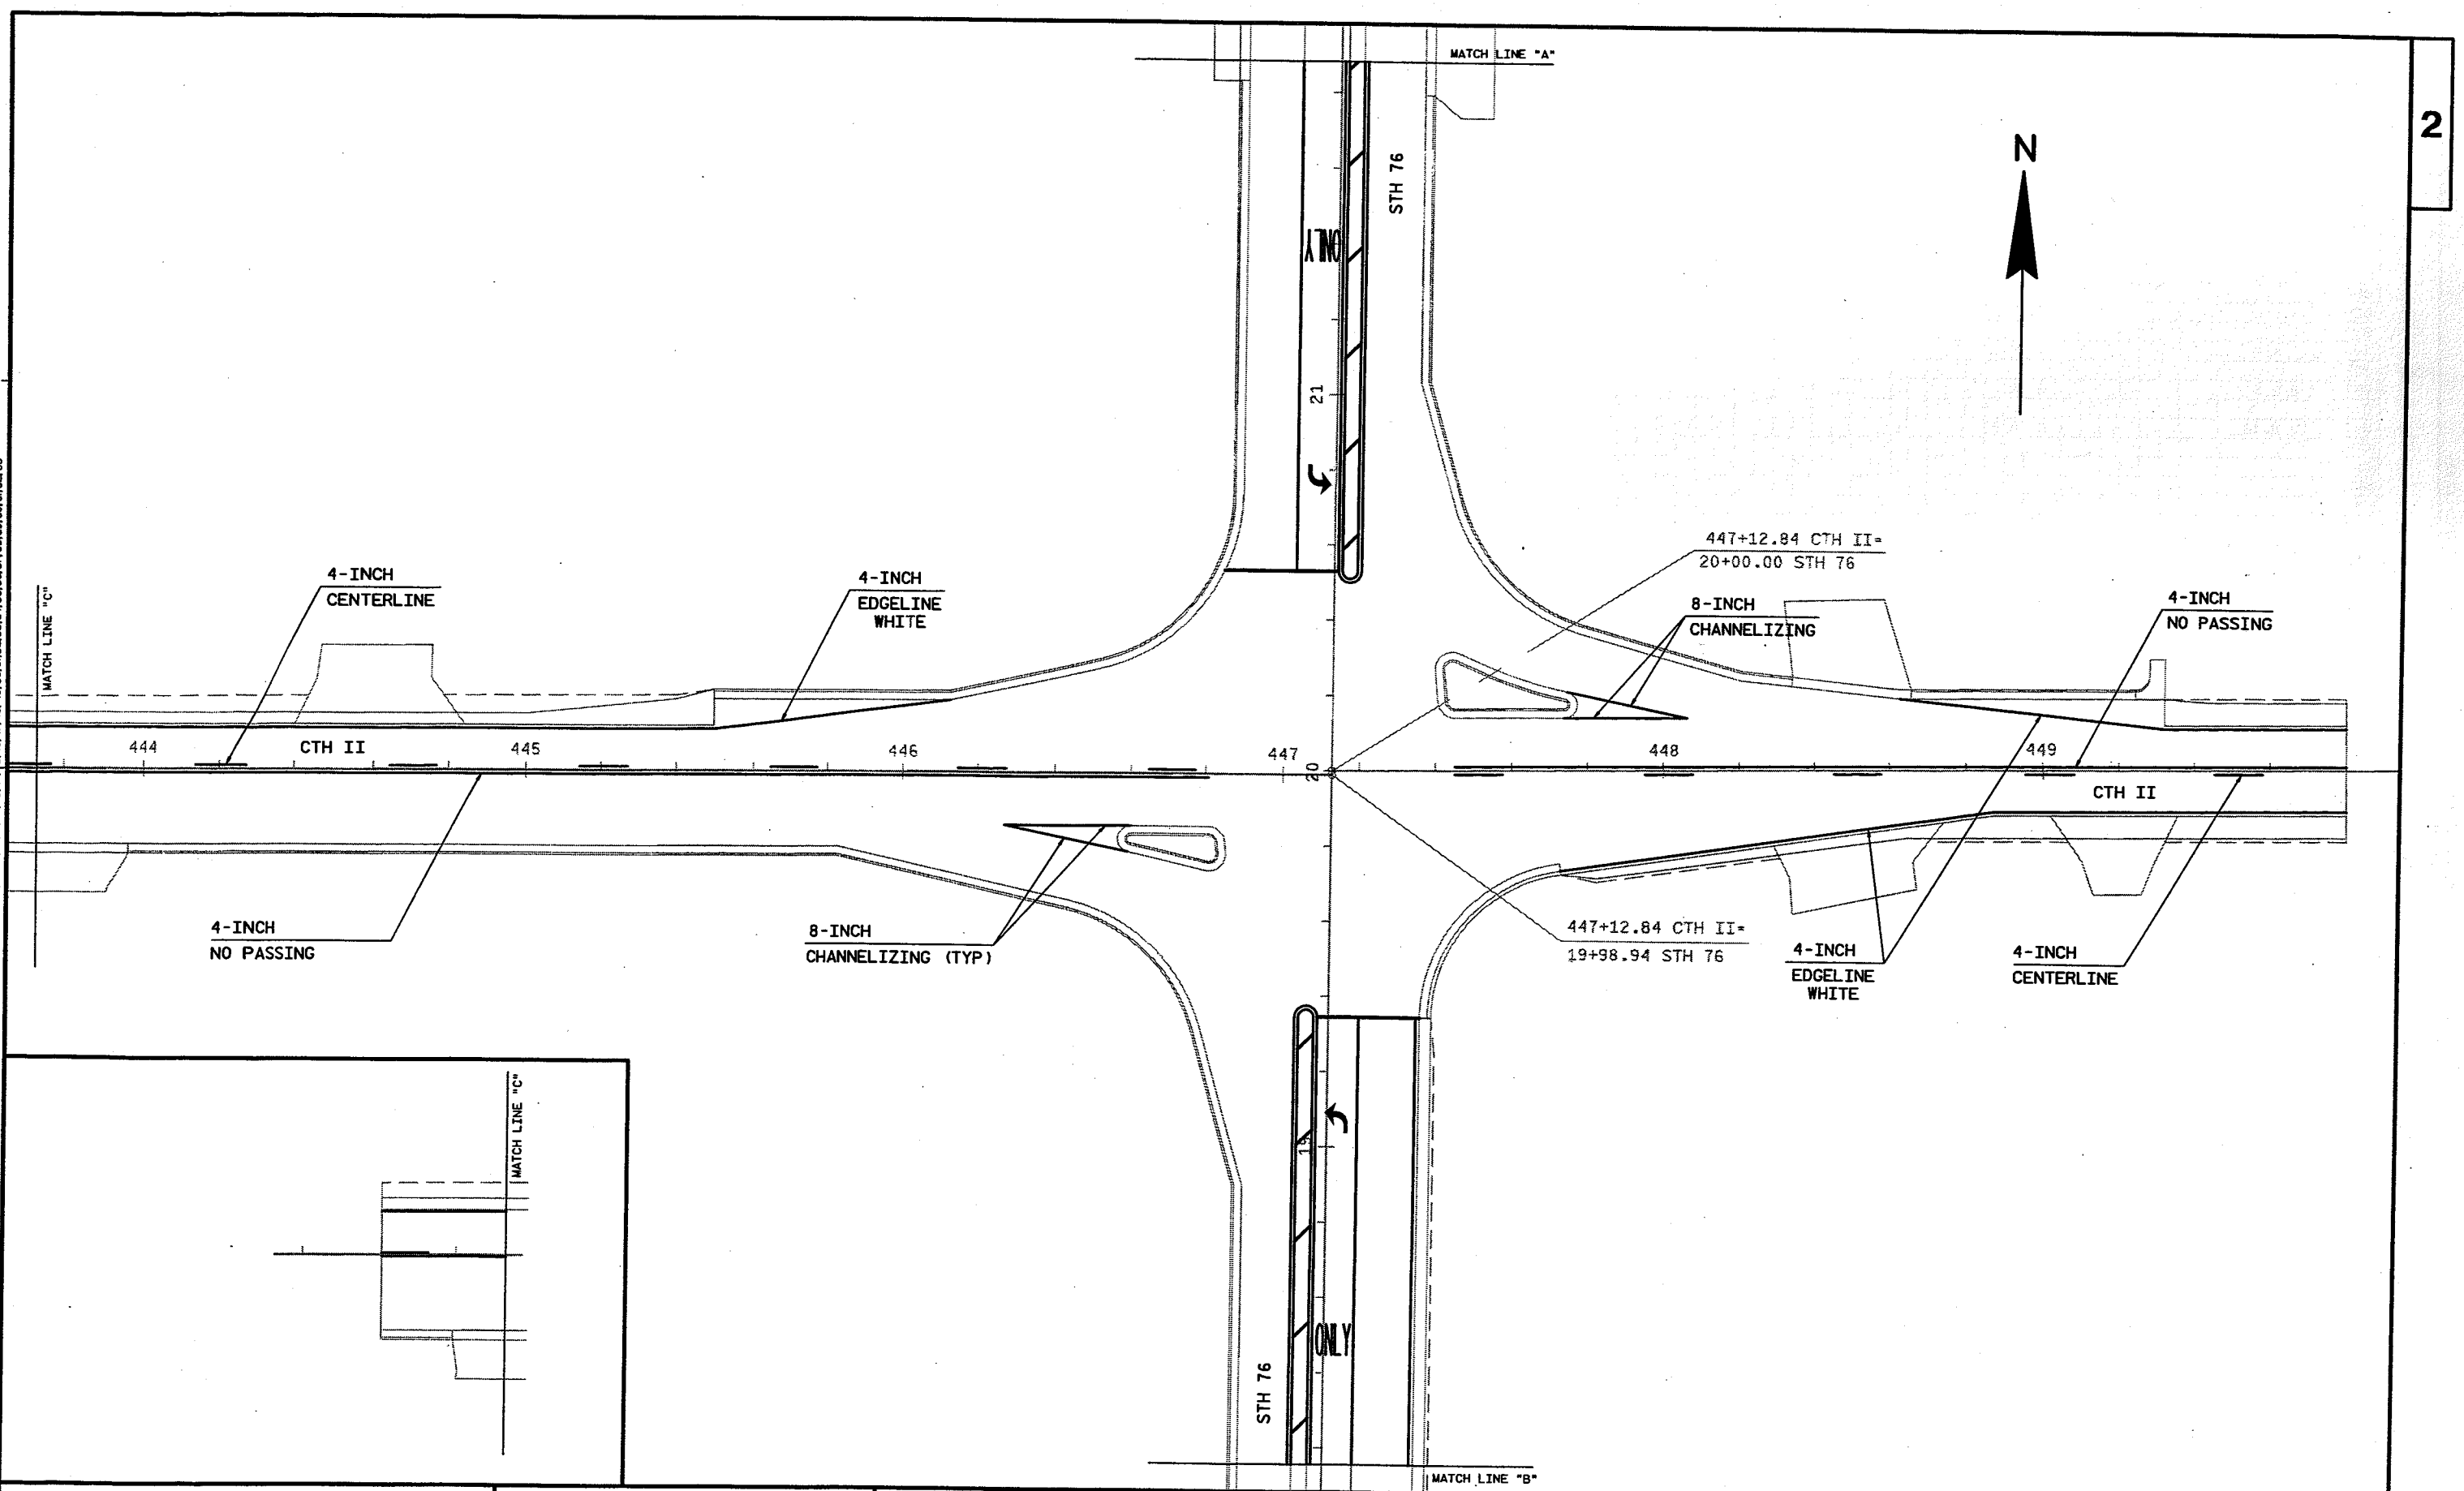 MATCH LINE "A"
2
N
STH 76
ONLY
21
447+12.84 CTH II=
20+00.00 STH 76
4-INCH
CENTERLINE
4-INCH
EDGELINE
WHITE
8-INCH
CHANNELIZING
4-INCH
NO PASSING
MATCH LINE "C"
444
CTH II
445
446
447
20
448
449
CTH II
4-INCH
NO PASSING
8-INCH
CHANNELIZING (TYP)
447+12.84 CTH II=
19+98.94 STH 76
4-INCH
EDGELINE
WHITE
4-INCH
CENTERLINE
MATCH LINE "C"
19
ONLY
STH 76
MATCH LINE "B"